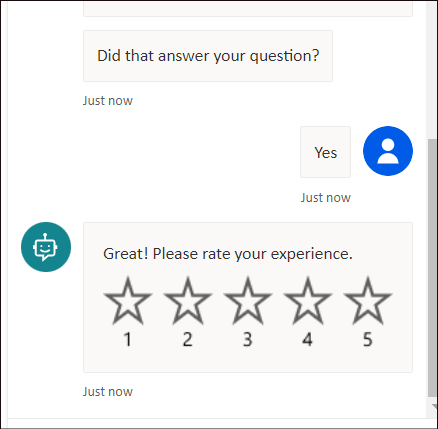 Did that answer your question?
Just now
Yes
Just now
Great! Please rate your experience.
1 2 3 4 5
Just now